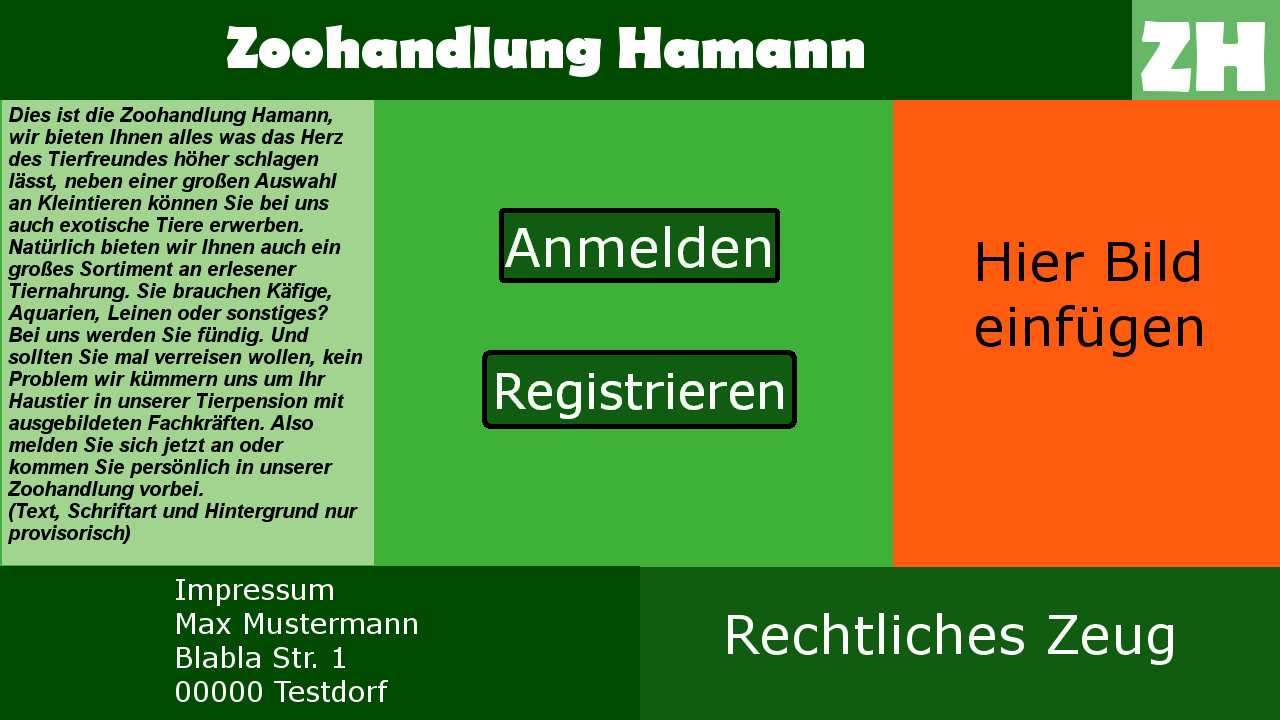 Zoohandlung Hamann
ZH
Dies ist die Zoohandlung Hamann,
wir bieten Ihnen alles was das Herz
des Tierfreundes höher schlagen
lässt, neben einer großen Auswahl
an Kleintieren können Sie bei uns
auch exotische Tiere erwerben.
Natürlich bieten wir Ihnen auch ein
großes Sortiment an erlesener
Tiernahrung. Sie brauchen Käfige,
Aquarien, Leinen oder sonstiges?
Bei uns werden Sie fündig. Und
sollten Sie mal verreisen wollen, kein
Problem wir kümmern uns um Ihr
Haustier in unserer Tierpension mit
ausgebildeten Fachkräften. Also
melden Sie sich jetzt an oder
kommen Sie persönlich in unserer
Zoohandlung vorbei.
(Text, Schriftart und Hintergrund nur
provisorisch)
Anmelden
Registrieren
Hier Bild
einfügen
Impressum
Max Mustermann
Blabla Str. 1
00000 Testdorf
Rechtliches Zeug